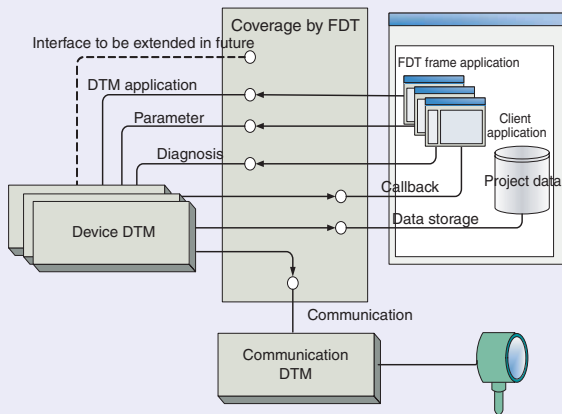 Coverage by FDT
Interface to be extended in future
FDT frame application
DTM application
Parameter
Client
application
Diagnosis
Callback
Project data
Data storage
Device DTM
Communication
Communication
DTM